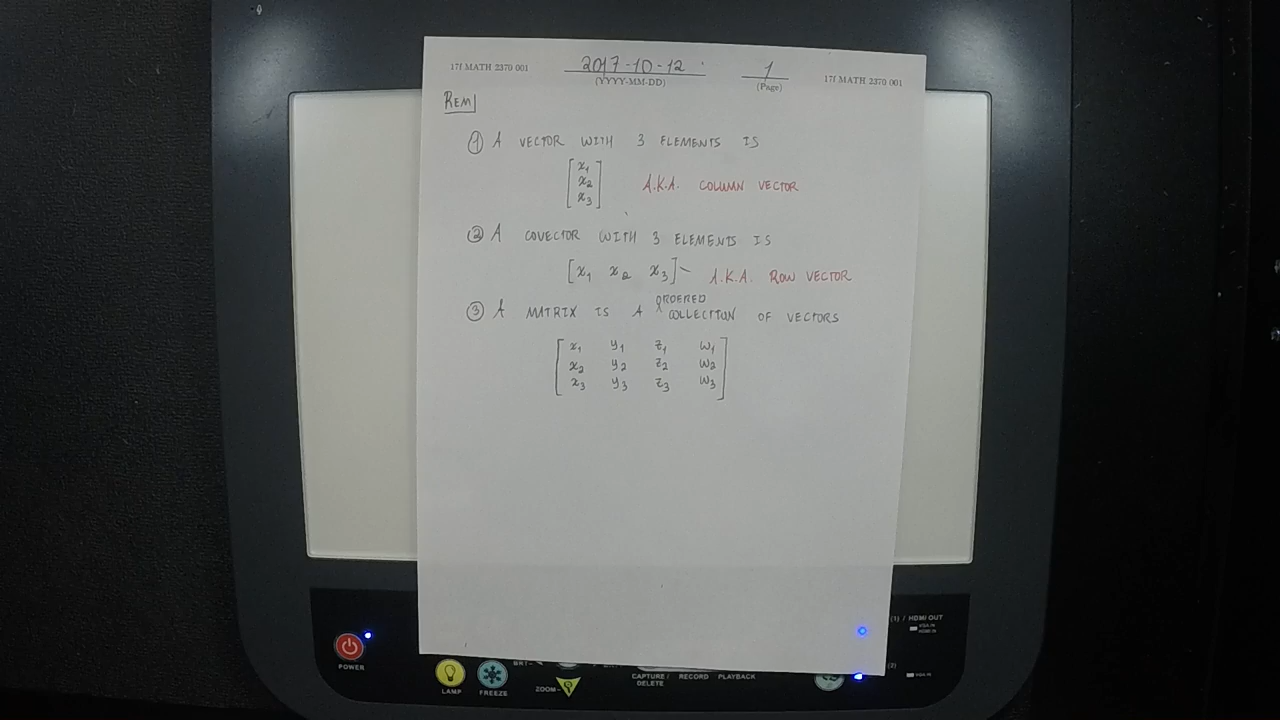 17f MATH 2370 001 2017-10-12 1 17f MATH 2370 001
(YYYY-MM-DD) (Page)
REM
① A VECTOR WITH 3 ELEMENTS IS
x₁
x₂ A.K.A. COLUMN VECTOR
x₃
② A COVECTOR WITH 3 ELEMENTS IS
[x₁ x₂ x₃] A.K.A. ROW VECTOR
③ A MATRIX IS A ORDERED COLLECTION OF VECTORS
x₁ y₁ z₁ w₁
x₂ y₂ z₂ w₂
x₃ y₃ z₃ w₃
(1) / HDMI OUT
POWER
(2)
BRT-
LAMP FREEZE ZOOM- CAPTURE / DELETE RECORD PLAYBACK